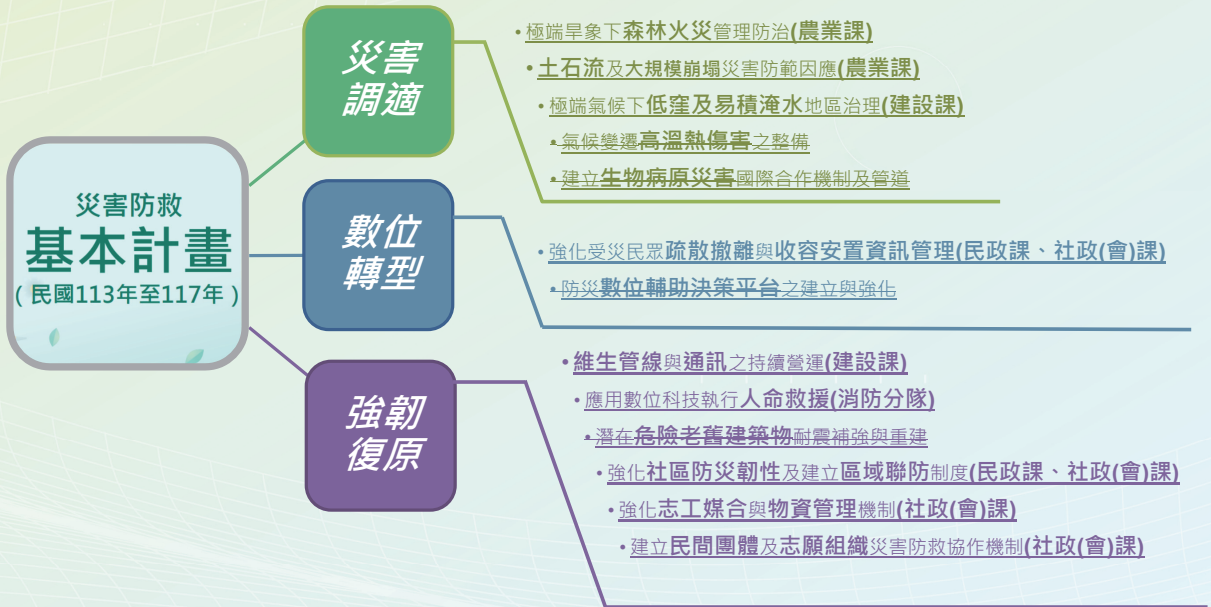 災害防救
基本計畫
(民國113年至117年)
災害
調適
• 極端旱象下森林火災管理防治(農業課)
• 土石流及大規模崩塌災害防範因應(農業課)
• 極端氣候下低窪及易積淹水地區治理(建設課)
• 氣候變遷高溫熱傷害之整備
• 建立生物病原災害國際合作機制及管道
數位
轉型
• 強化受災民眾疏散撤離與收容安置資訊管理(民政課、社政(會)課)
• 防災數位輔助決策平台之建立與強化
強韌
復原
• 維生管線與通訊之持續營運(建設課)
• 應用數位科技執行人命救援(消防分隊)
• 潛在危險老舊建築物耐震補強與重建
• 強化社區防災韌性及建立區域聯防制度(民政課、社政(會)課)
• 強化志工媒合與物資管理機制(社政(會)課)
• 建立民間團體及志願組織災害防救協作機制(社政(會)課)